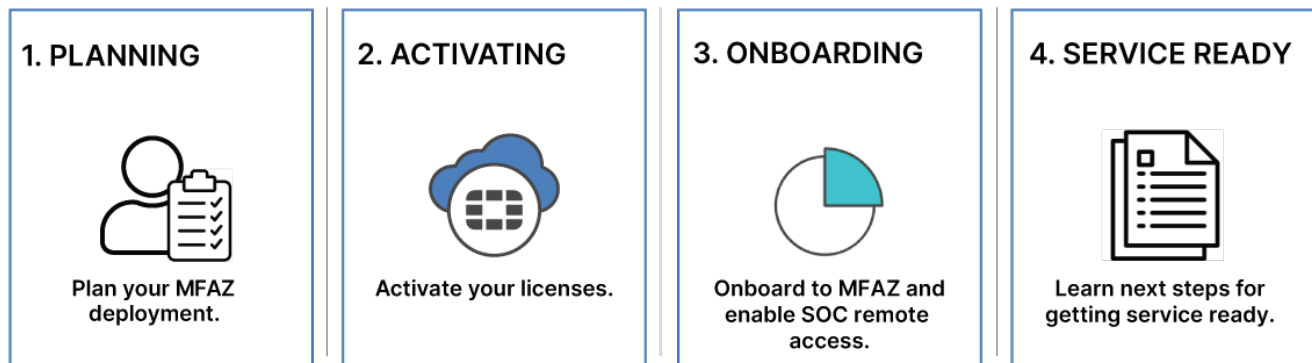 1. PLANNING
Plan your MFAZ
deployment.
2. ACTIVATING
Activate your licenses.
3. ONBOARDING
Onboard to MFAZ and
enable SOC remote
access.
4. SERVICE READY
Learn next steps for
getting service ready.